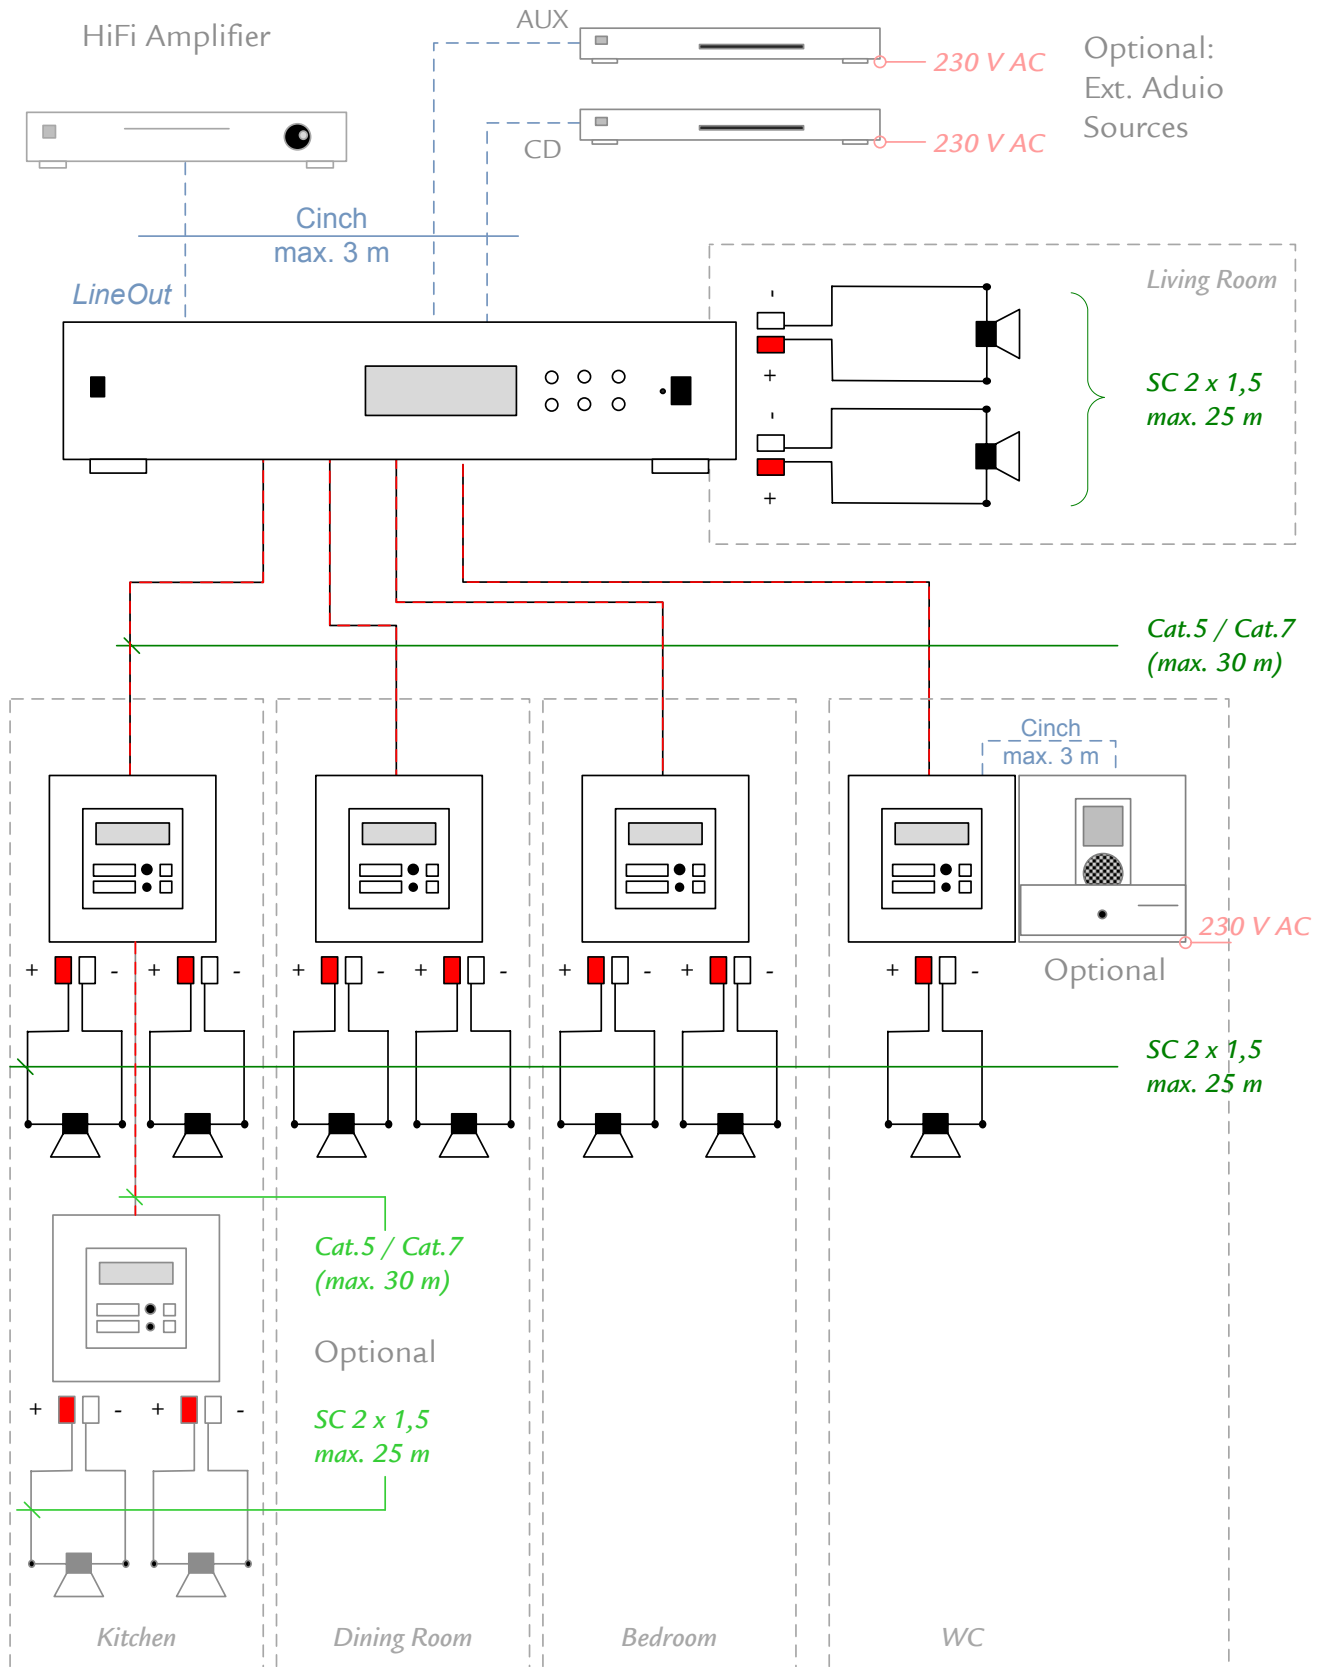 HiFi Amplifier
AUX
230 V AC
Optional:
Ext. Aduio
Sources
CD
230 V AC
Cinch
max. 3 m
LineOut
Living Room
-
+
SC 2 x 1,5
max. 25 m
-
+
Cat.5 / Cat.7
(max. 30 m)
Cinch
max. 3 m
230 V AC
Optional
+ - + - + - + - + - + - + -
SC 2 x 1,5
max. 25 m
Cat.5 / Cat.7
(max. 30 m)
Optional
+ - + -
SC 2 x 1,5
max. 25 m
Kitchen
Dining Room
Bedroom
WC